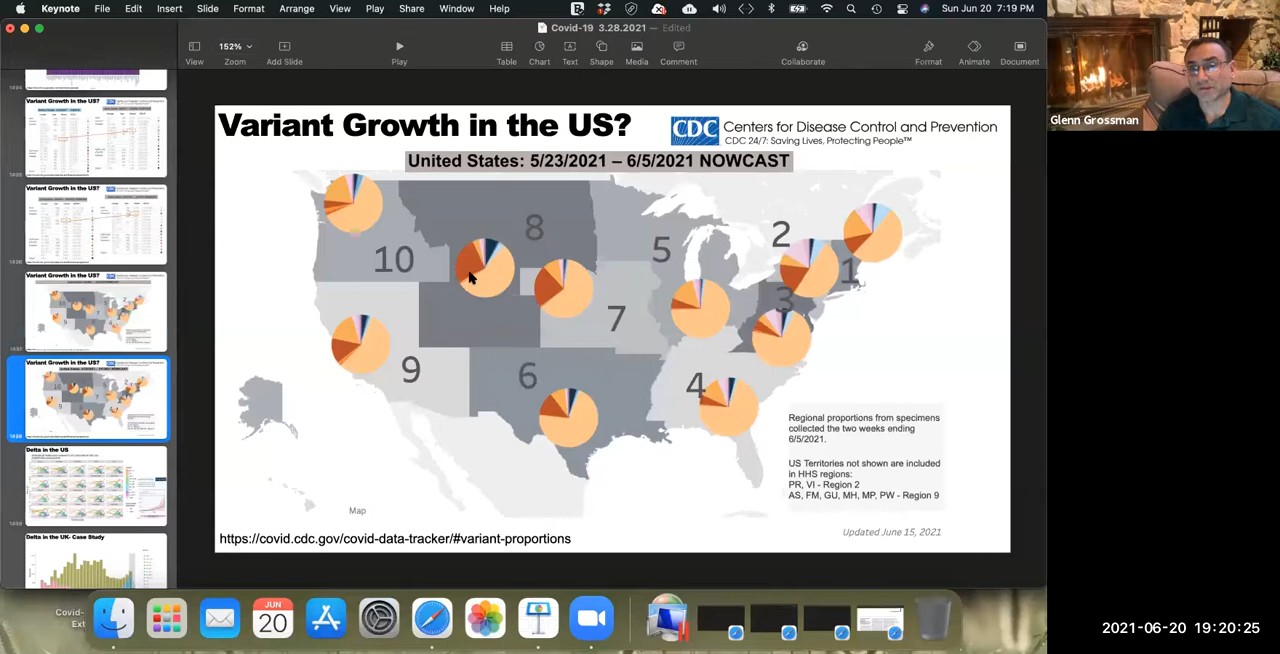 Keynote File Edit Insert Slide Format Arrange View Play Share Window Help Sun Jun 20 7:19 PM
Covid-19 3.28.2021 — Edited
152%
View Zoom Add Slide Play Table Chart Text Shape Media Comment Collaborate Format Animate Document
Glenn Grossman
Variant Growth in the US?
Variant Growth in the US?
Variant Growth in the US?
Variant Growth in the US?
Delta in the US
Delta in the UK- Case Study
Variant Growth in the US?
CDC Centers for Disease Control and Prevention
CDC 24/7: Saving Lives, Protecting People™
United States: 5/23/2021 – 6/5/2021 NOWCAST
10
8
5
2
1
3
7
9
6
4
Regional proportions from specimens
collected the two weeks ending
6/5/2021.
US Territories not shown are included
in HHS regions:
PR, VI - Region 2
AS, FM, GU, MH, MP, PW - Region 9
Map
Updated June 15, 2021
https://covid.cdc.gov/covid-data-tracker/#variant-proportions
Covid-
Ext
JUN
20
2021-06-20 19:20:25